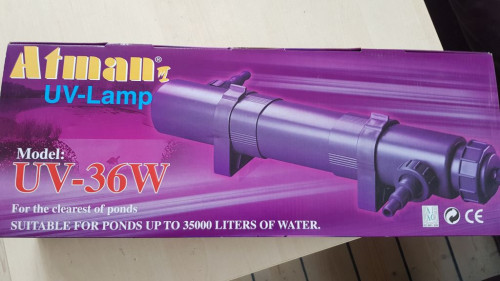 Atman®
UV-Lamp
Model:
UV-36W
For the clearest of ponds
SUITABLE FOR PONDS UP TO 35000 LITERS OF WATER.
CE